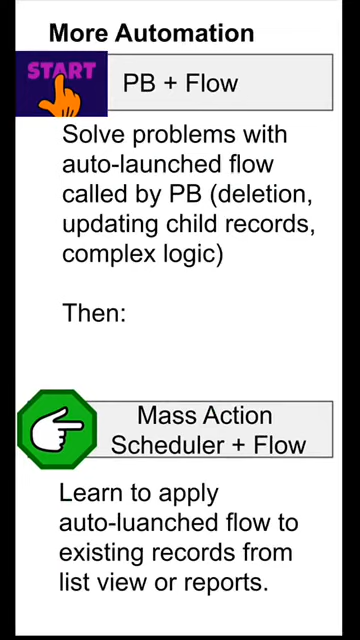 More Automation
START
PB + Flow
Solve problems with
auto-launched flow
called by PB (deletion,
updating child records,
complex logic)
Then:
Mass Action
Scheduler + Flow
Learn to apply
auto-luanched flow to
existing records from
list view or reports.